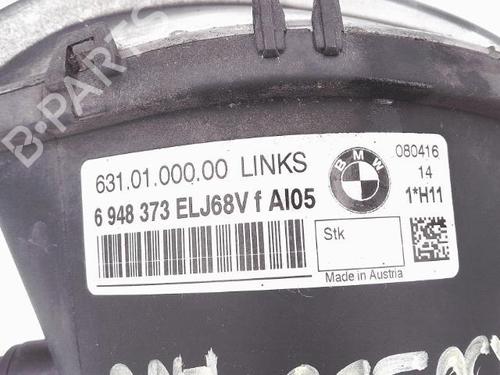 B-PARTS
631.01.000.00 LINKS
6 948 373 ELJ68V f AI05
BMW
080416
14
1*H11
Stk
Made in Austria